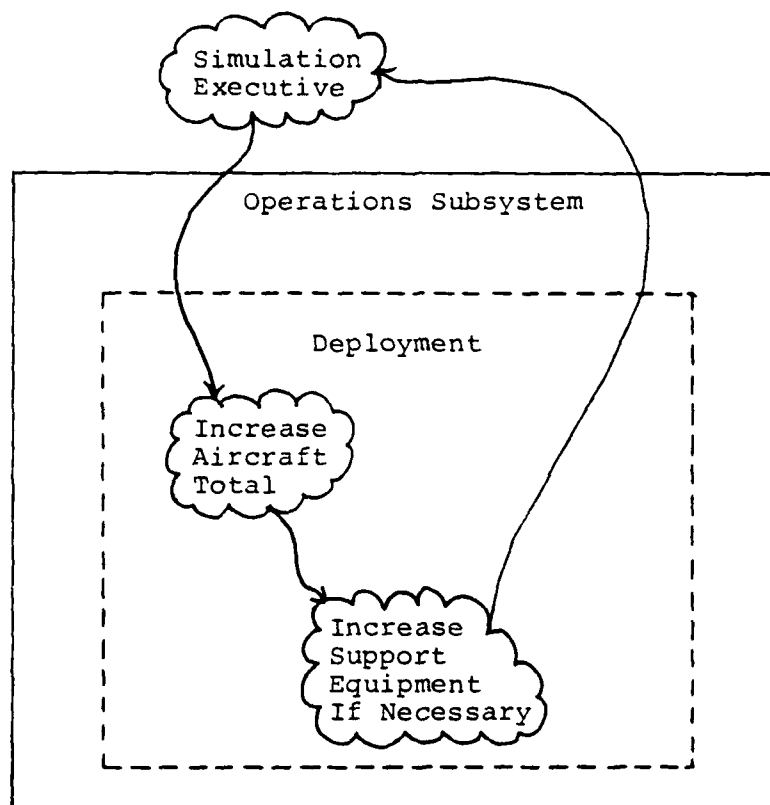 Simulation
Executive
Operations Subsystem
Deployment
Increase
Aircraft
Total
Increase
Support
Equipment
If Necessary